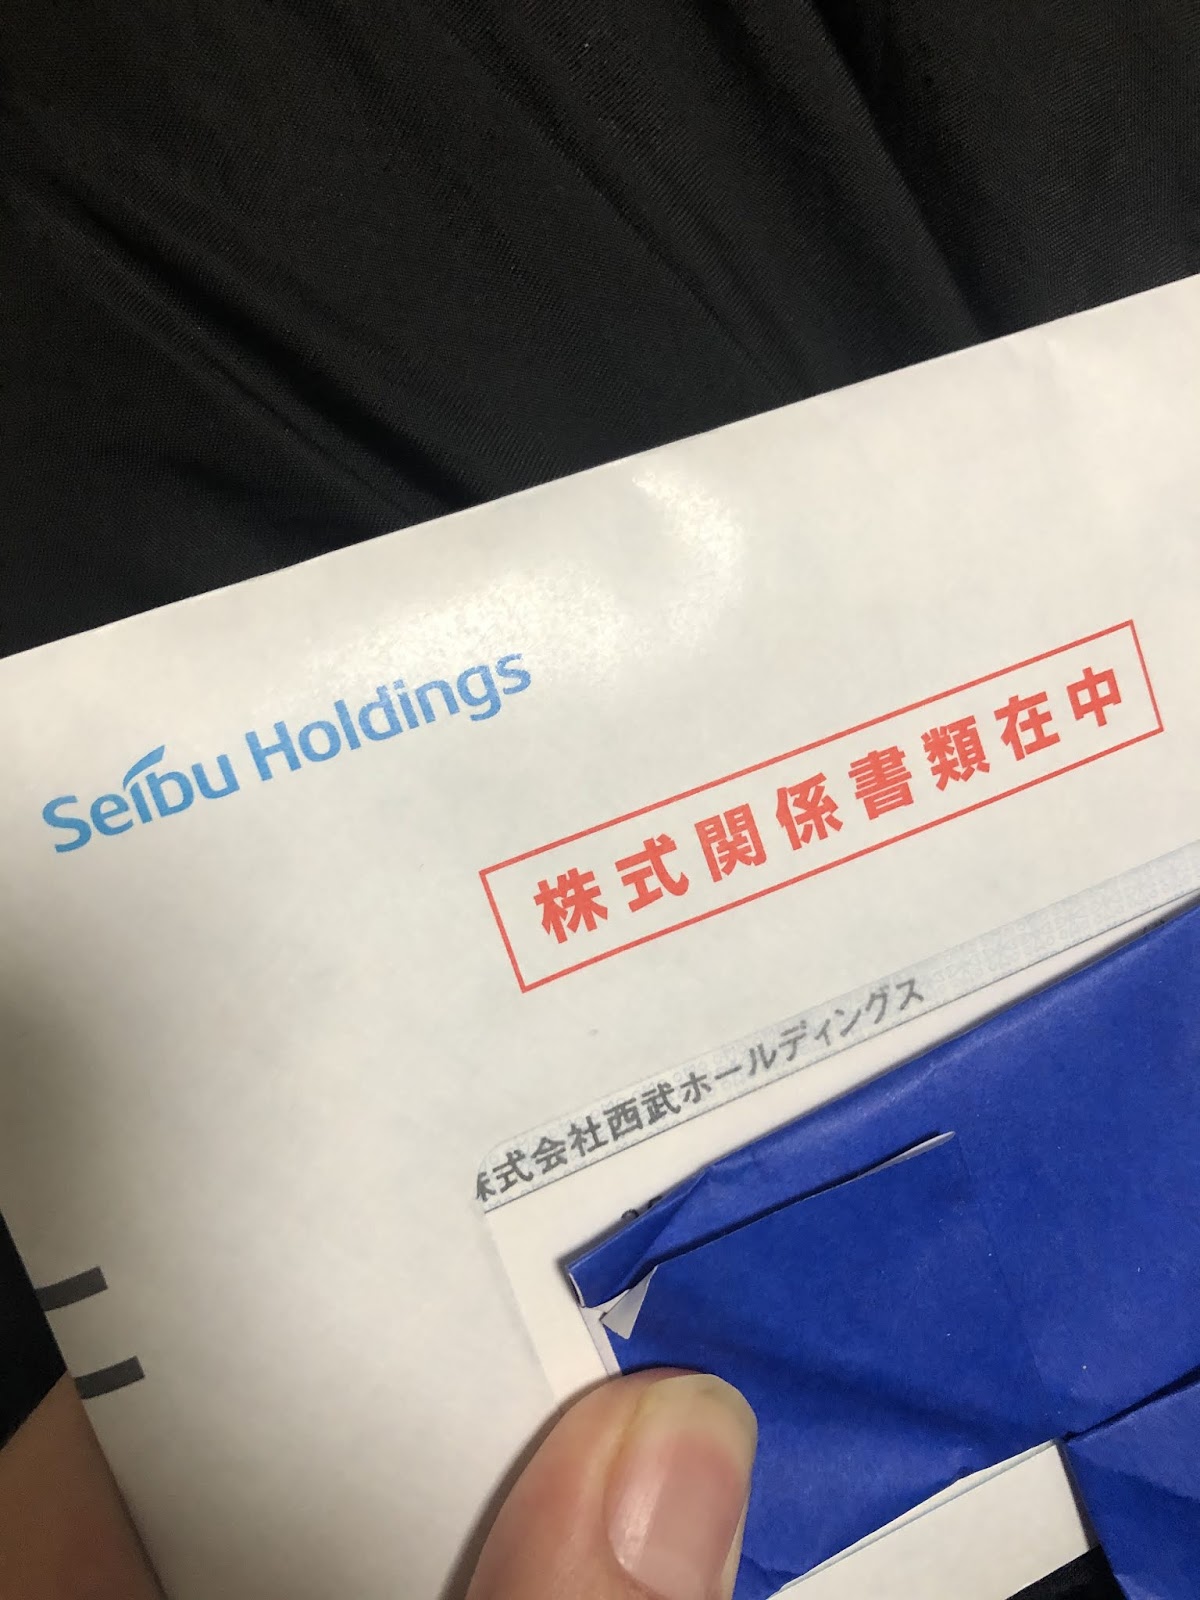 Seibu Holdings
株式関係書類在中
株式会社西武ホールディングス